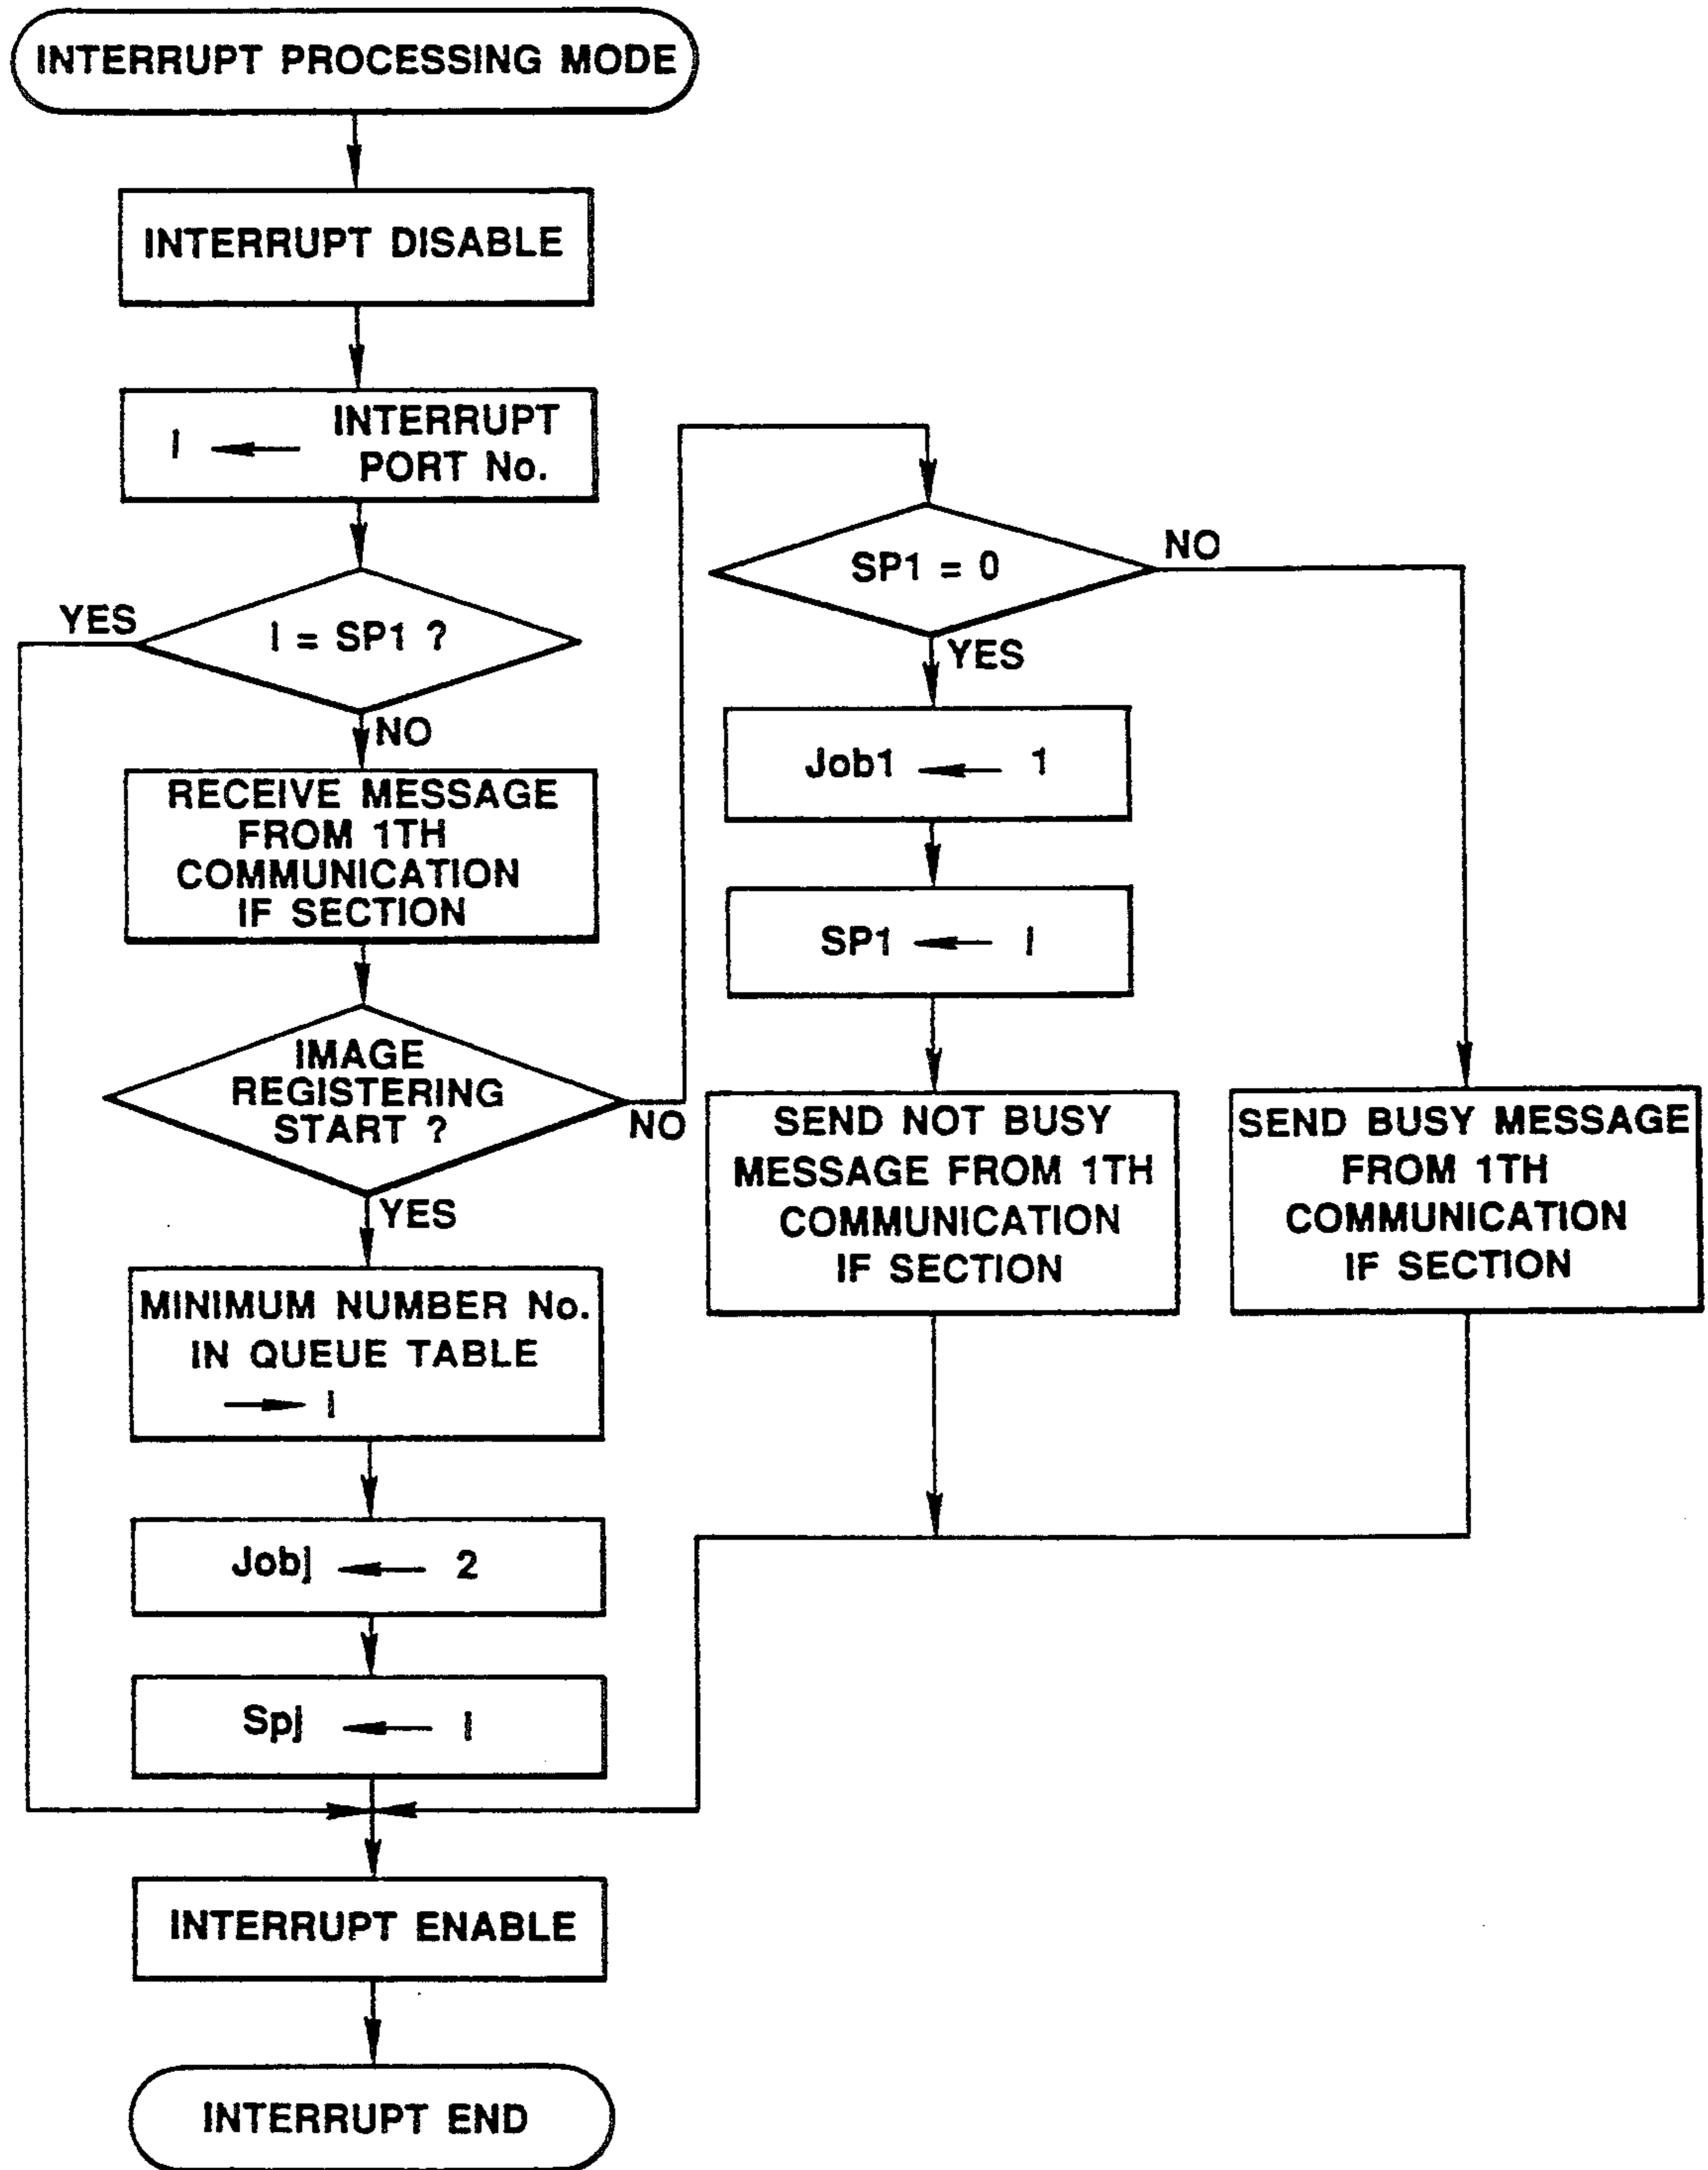 INTERRUPT PROCESSING MODE
INTERRUPT DISABLE
I ← INTERRUPT
PORT No.
I = SP1 ?
YES
NO
RECEIVE MESSAGE
FROM 1TH
COMMUNICATION
IF SECTION
IMAGE
REGISTERING
START ?
NO
YES
MINIMUM NUMBER No.
IN QUEUE TABLE
→ I
Jobj ← 2
Spj ← I
INTERRUPT ENABLE
INTERRUPT END
SP1 = 0
NO
YES
Job1 ← 1
SP1 ← I
SEND NOT BUSY
MESSAGE FROM 1TH
COMMUNICATION
IF SECTION
SEND BUSY MESSAGE
FROM 1TH
COMMUNICATION
IF SECTION